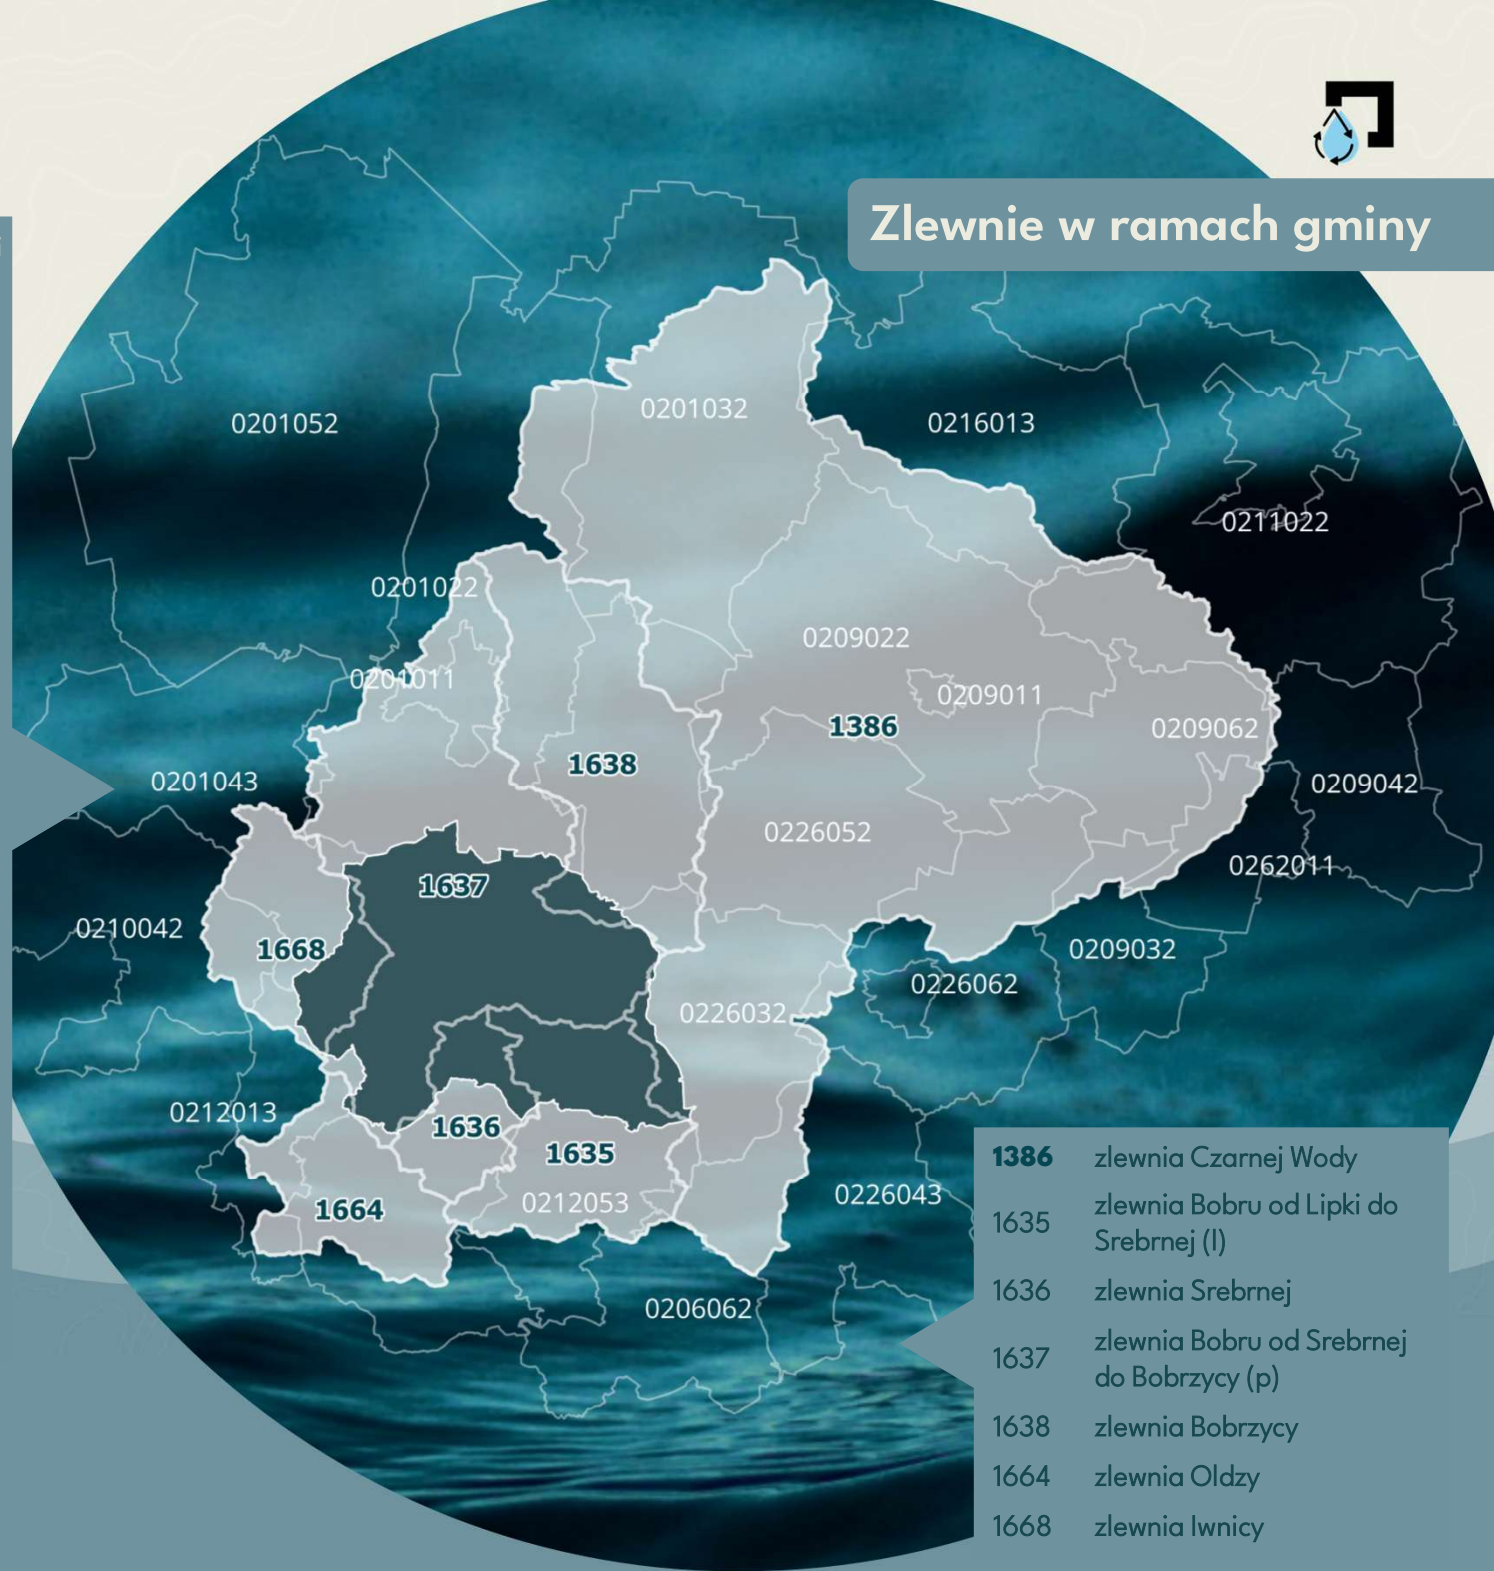 Zlewnie w ramach gminy
0201032
0201052
0216013
0211022
0201022
0209022
0201011
0209011
1386
0209062
1638
0201043
0209042
0226052
0262011
1637
0210042
1668
0209032
0226062
0226032
0212013
1636
1635
0226043
0212053
1664
0206062
1386 zlewnia Czarnej Wody
1635 zlewnia Bobru od Lipki do
Srebrnej (l)
1636 zlewnia Srebrnej
1637 zlewnia Bobru od Srebrnej
do Bobrzycy (p)
1638 zlewnia Bobrzycy
1664 zlewnia Oldzy
1668 zlewnia Iwnicy